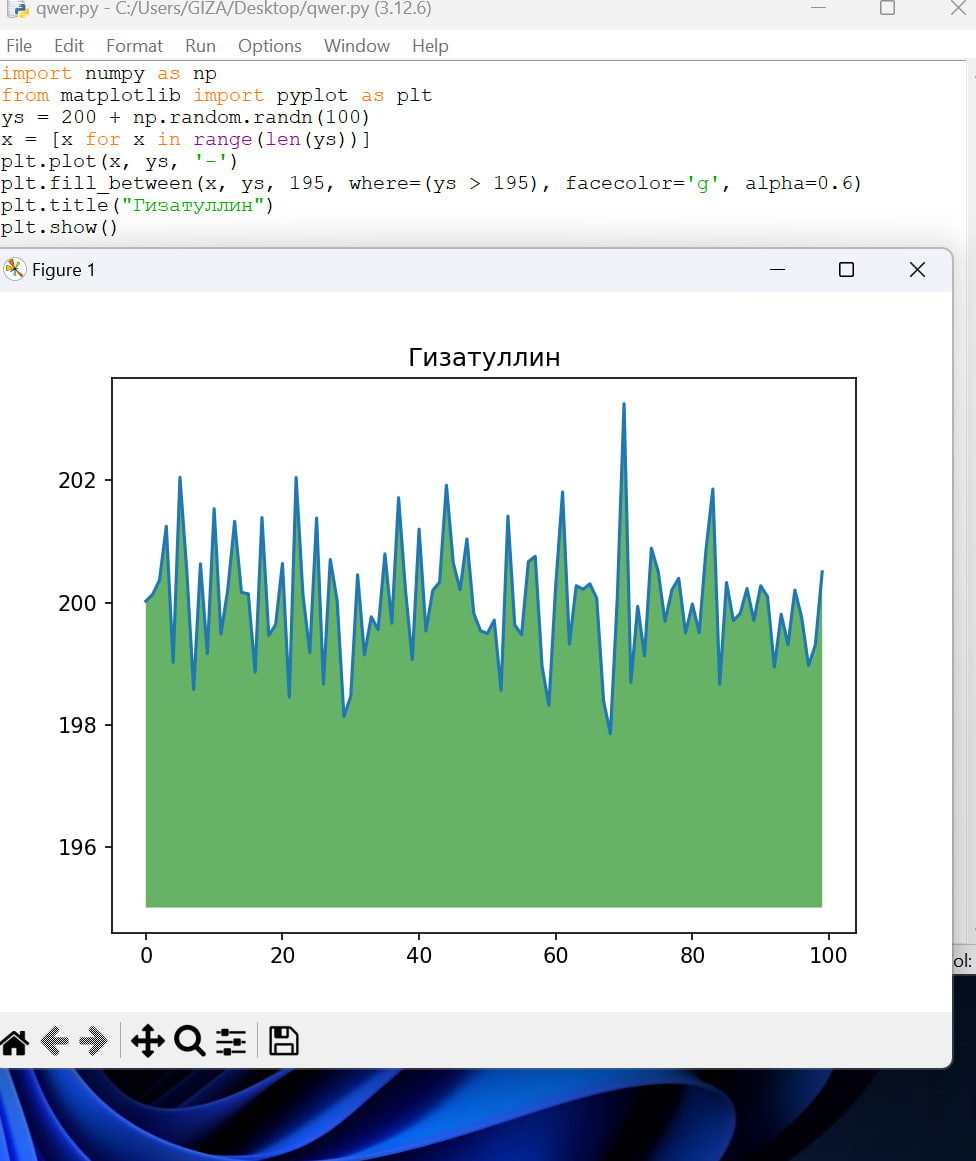 qwer.py - C:/Users/GIZA/Desktop/qwer.py (3.12.6)
File Edit Format Run Options Window Help
import numpy as np
from matplotlib import pyplot as plt
ys = 200 + np.random.randn(100)
x = [x for x in range(len(ys))]
plt.plot(x, ys, '-')
plt.fill_between(x, ys, 195, where=(ys > 195), facecolor='g', alpha=0.6)
plt.title("Гизатуллин")
plt.show()
Figure 1
Гизатуллин
202
200
198
196
0 20 40 60 80 100
ol: